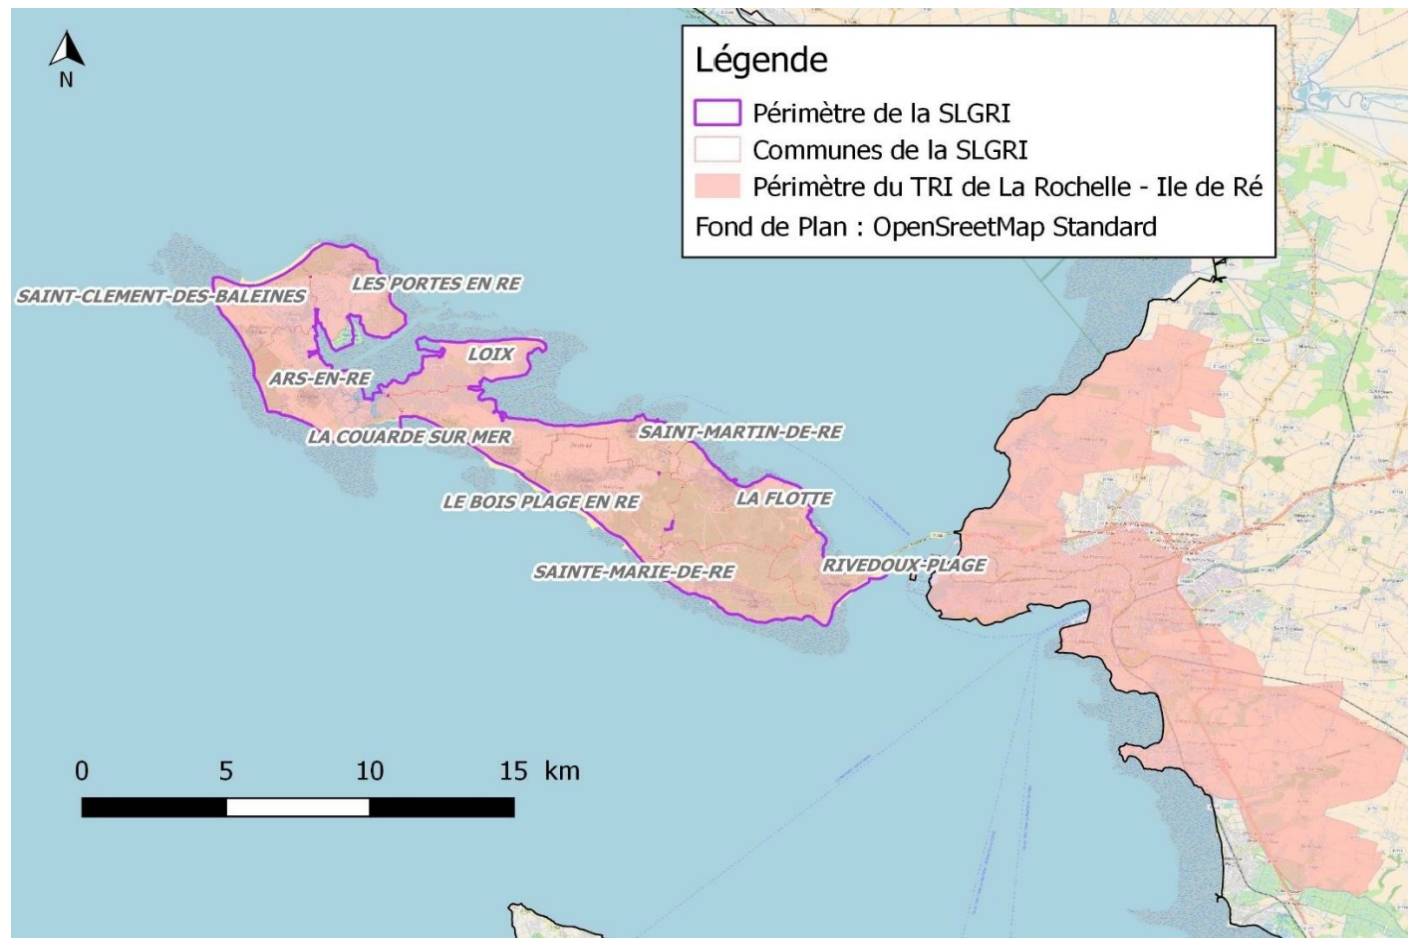 N
Légende
Périmètre de la SLGRI
Communes de la SLGRI
Périmètre du TRI de La Rochelle - Ile de Ré
Fond de Plan : OpenSreetMap Standard
LES PORTES EN RE
SAINT-CLEMENT-DES-BALEINES
LOIX
ARS-EN-RE
LA COUARDE SUR MER
SAINT-MARTIN-DE-RE
LE BOIS PLAGE EN RE
LA FLOTTE
SAINTE-MARIE-DE-RE
RIVEDOUX-PLAGE
0 5 10 15 km